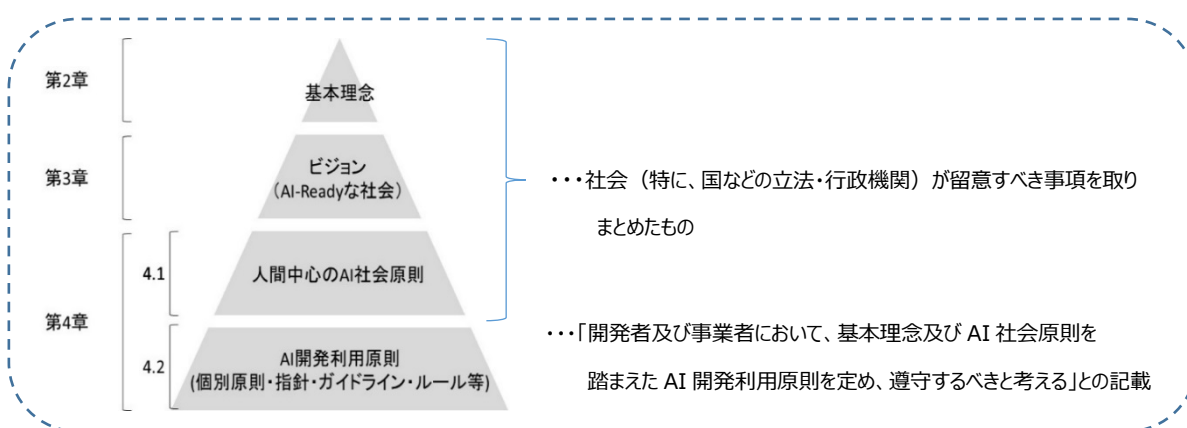 第2章
基本理念
第3章
ビジョン
(AI-Readyな社会)
・・・社会（特に、国などの立法・行政機関）が留意すべき事項を取り
まとめたもの
第4章
4.1
人間中心のAI社会原則
4.2
AI開発利用原則
(個別原則・指針・ガイドライン・ルール等)
・・・「開発者及び事業者において、基本理念及び AI 社会原則を
踏まえた AI 開発利用原則を定め、遵守するべきと考える」との記載